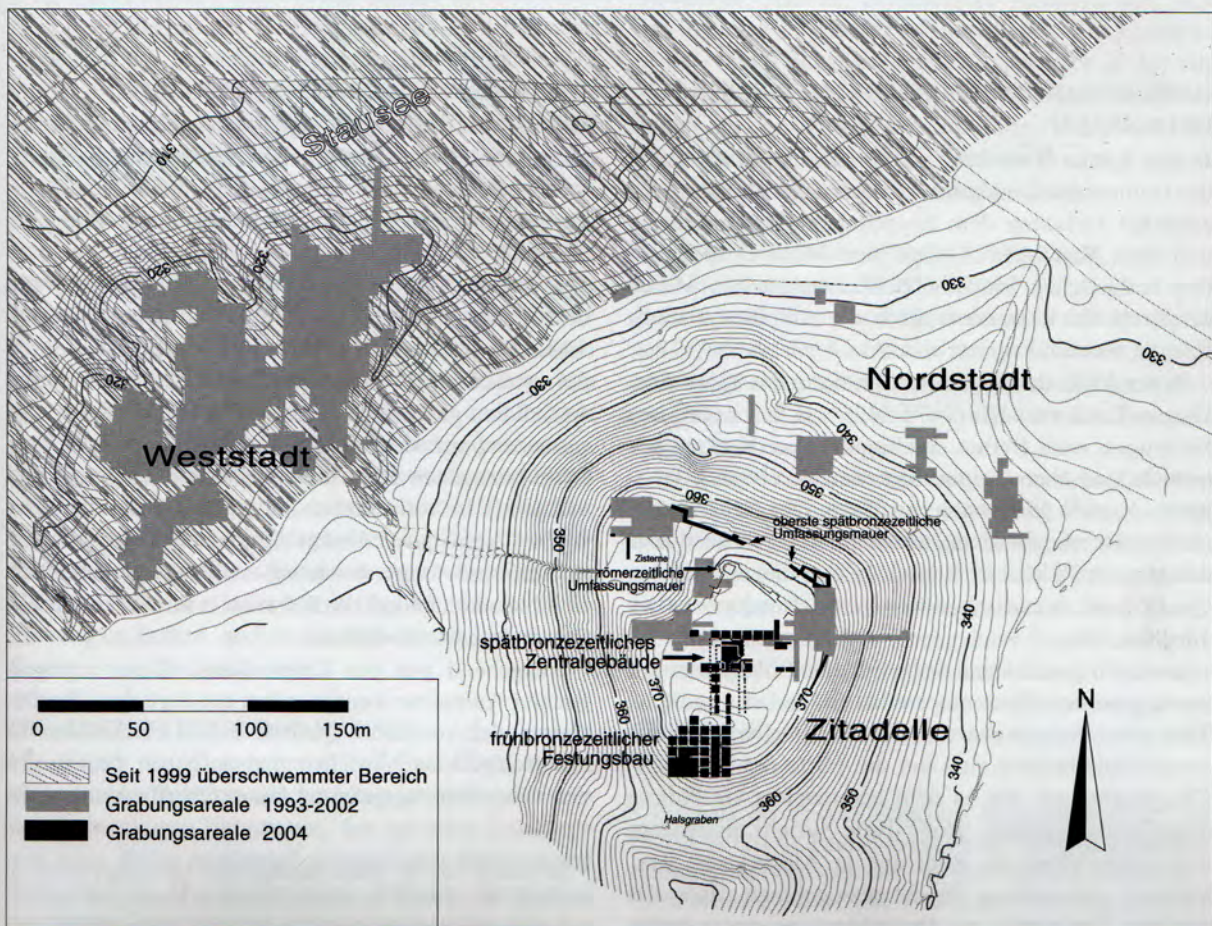 Stausee
310
320
320
320
330
330
330
Weststadt
Nordstadt
340
350
360
350
oberste spätbronzezeitliche
Umfassungsmauer
Zisterne
römerzeitliche
Umfassungsmauer
340
spätbronzezeitliches
Zentralgebäude
370
370
360
Zitadelle
frühbronzezeitlicher
Festungsbau
340
360
350
Halsgraben
360
N
0 50 100 150m
Seit 1999 überschwemmter Bereich
Grabungsareale 1993-2002
Grabungsareale 2004